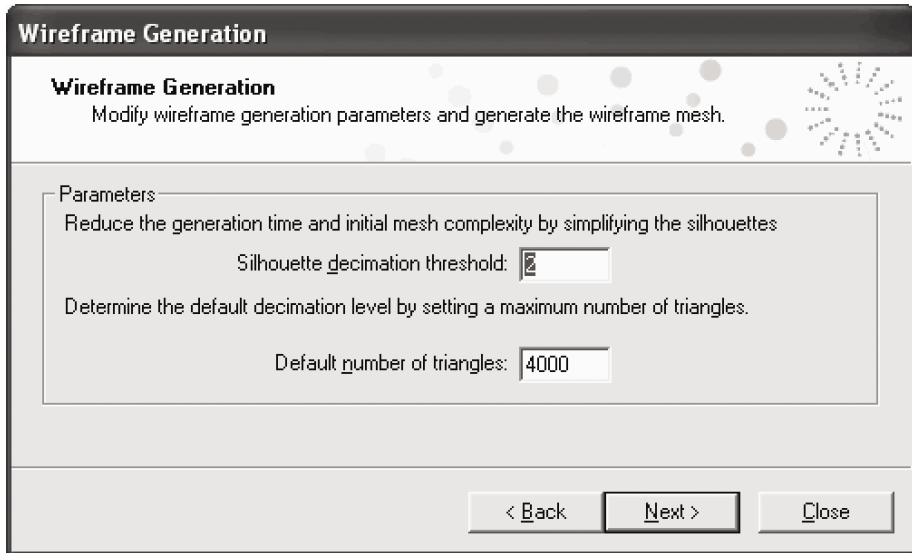 Wireframe Generation
Wireframe Generation
Modify wireframe generation parameters and generate the wireframe mesh.
Parameters
Reduce the generation time and initial mesh complexity by simplifying the silhouettes
Silhouette decimation threshold: 2
Determine the default decimation level by setting a maximum number of triangles.
Default number of triangles: 4000
< Back Next > Close